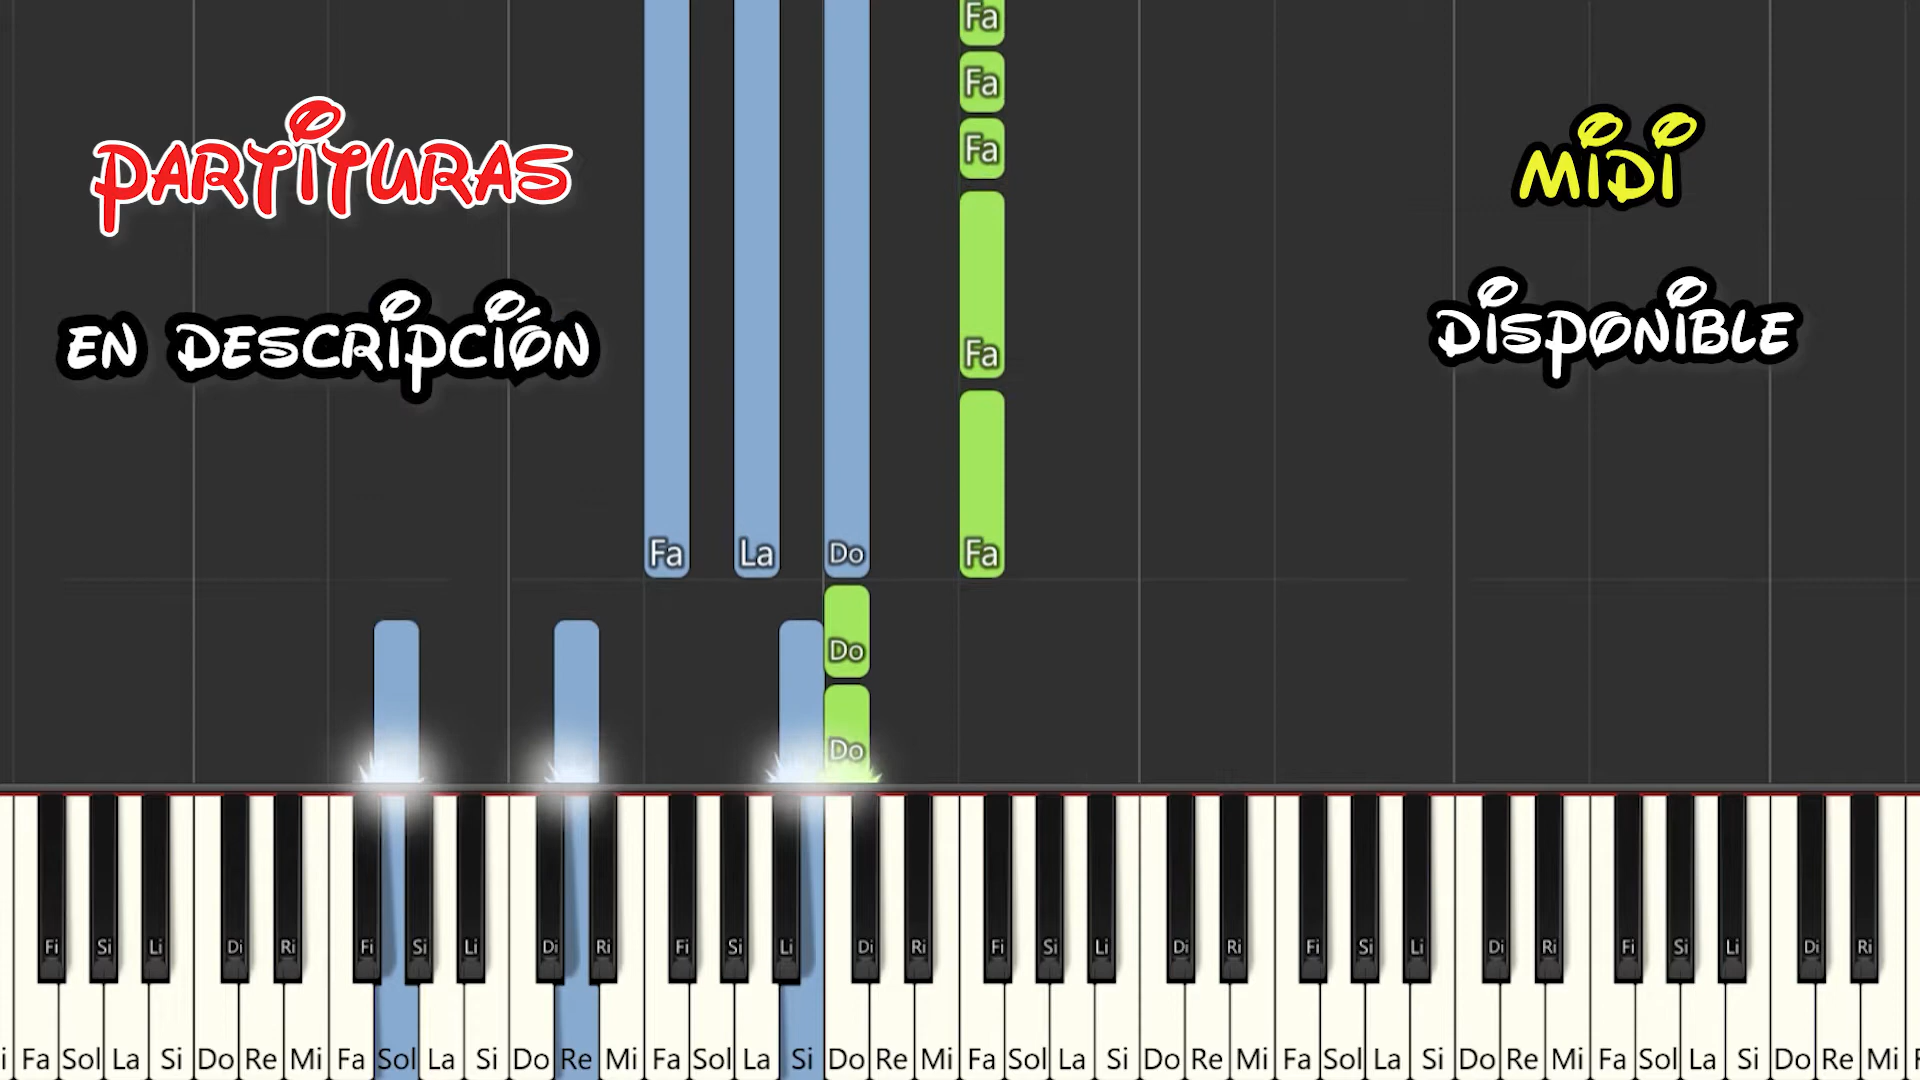 Fa
Fa
Fa
PARTITURAS
MIDI
EN DESCRIPCIÓN
DISPONIBLE
Fa
Fa La Do Fa
Do
Do
Fi Si Li Di Ri Fi Si Li Di Ri Fi Si Li Di Ri Fi Si Li Di Ri Fi Si Li Di Ri Fi Si Li Di Ri
i Fa Sol La Si Do Re Mi Fa Sol La Si Do Re Mi Fa Sol La Si Do Re Mi Fa Sol La Si Do Re Mi Fa Sol La Si Do Re Mi Fa Sol La Si Do Re Mi F